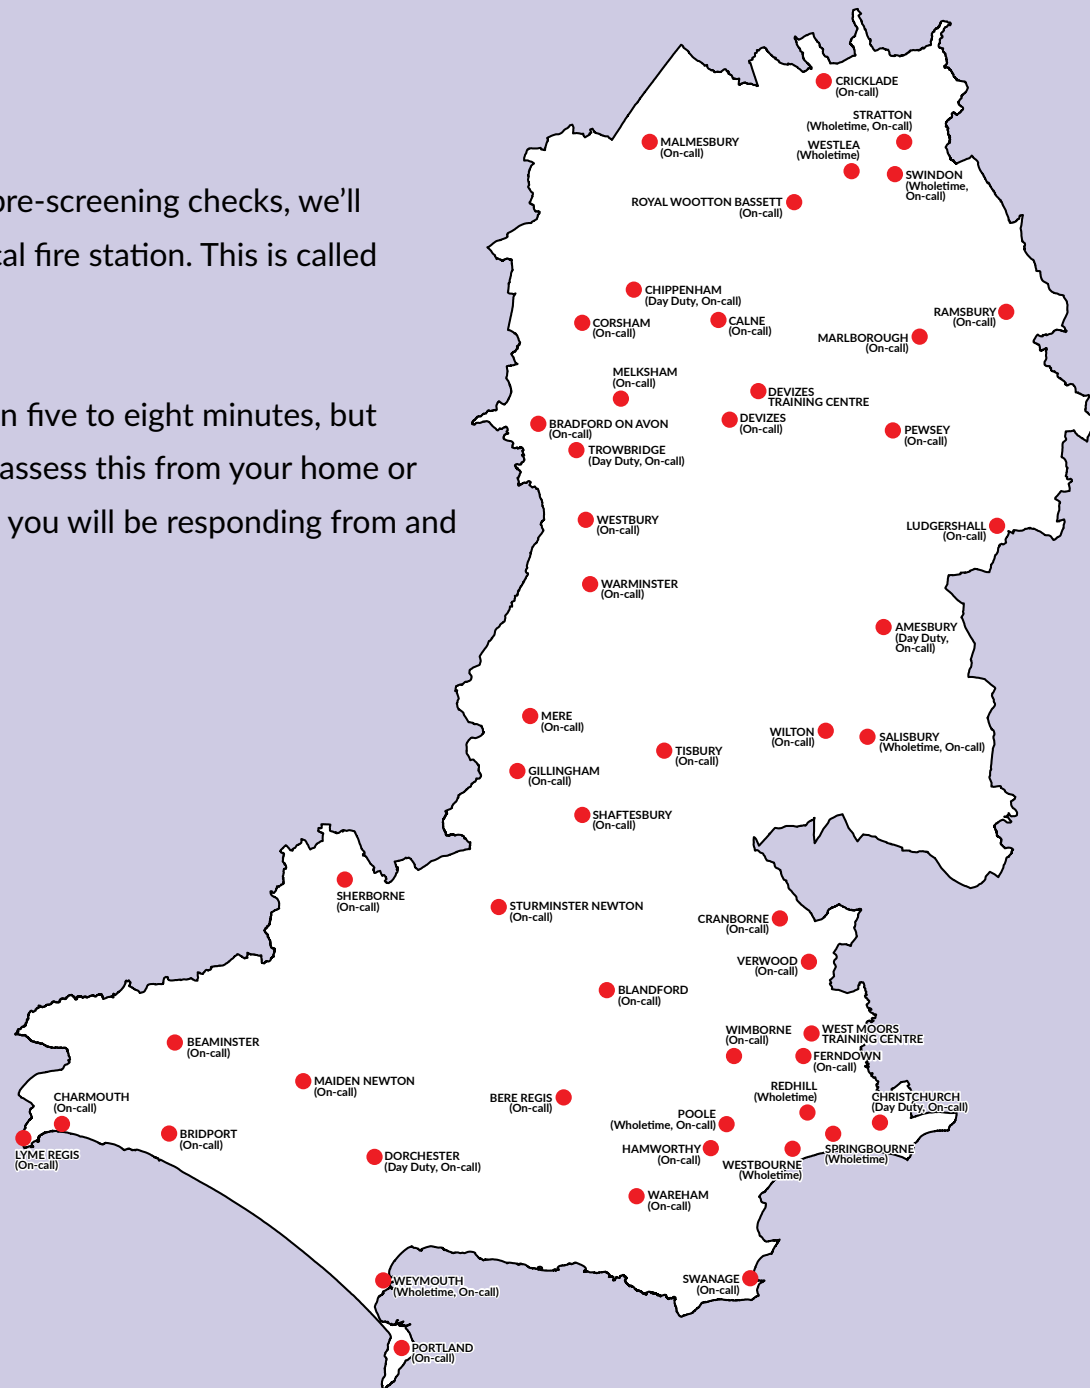 pre-screening checks, we’ll
cal fire station. This is called
n five to eight minutes, but
assess this from your home or
you will be responding from and
CRICKLADE
(On-call)
STRATTON
(Wholetime, On-call)
MALMESBURY
(On-call)
WESTLEA
(Wholetime)
SWINDON
(Wholetime,
On-call)
ROYAL WOOTTON BASSETT
(On-call)
CHIPPENHAM
(Day Duty, On-call)
CORSHAM
(On-call)
CALNE
(On-call)
RAMSBURY
(On-call)
MARLBOROUGH
(On-call)
MELKSHAM
(On-call)
DEVIZES
TRAINING CENTRE
DEVIZES
(On-call)
BRADFORD ON AVON
(On-call)
PEWSEY
(On-call)
TROWBRIDGE
(Day Duty, On-call)
WESTBURY
(On-call)
LUDGERSHALL
(On-call)
WARMINSTER
(On-call)
AMESBURY
(Day Duty,
On-call)
MERE
(On-call)
WILTON
(On-call)
SALISBURY
(Wholetime, On-call)
TISBURY
(On-call)
GILLINGHAM
(On-call)
SHAFTESBURY
(On-call)
SHERBORNE
(On-call)
STURMINSTER NEWTON
(On-call)
CRANBORNE
(On-call)
VERWOOD
(On-call)
BLANDFORD
(On-call)
WIMBORNE
(On-call)
WEST MOORS
TRAINING CENTRE
BEAMINSTER
(On-call)
FERNDOWN
(On-call)
MAIDEN NEWTON
(On-call)
REDHILL
(Wholetime)
CHARMOUTH
(On-call)
BERE REGIS
(On-call)
CHRISTCHURCH
(Day Duty, On-call)
POOLE
(Wholetime, On-call)
BRIDPORT
(On-call)
LYME REGIS
(On-call)
DORCHESTER
(Day Duty, On-call)
HAMWORTHY
(On-call)
SPRINGBOURNE
(Wholetime)
WESTBOURNE
(Wholetime)
WAREHAM
(On-call)
WEYMOUTH
(Wholetime, On-call)
SWANAGE
(On-call)
PORTLAND
(On-call)